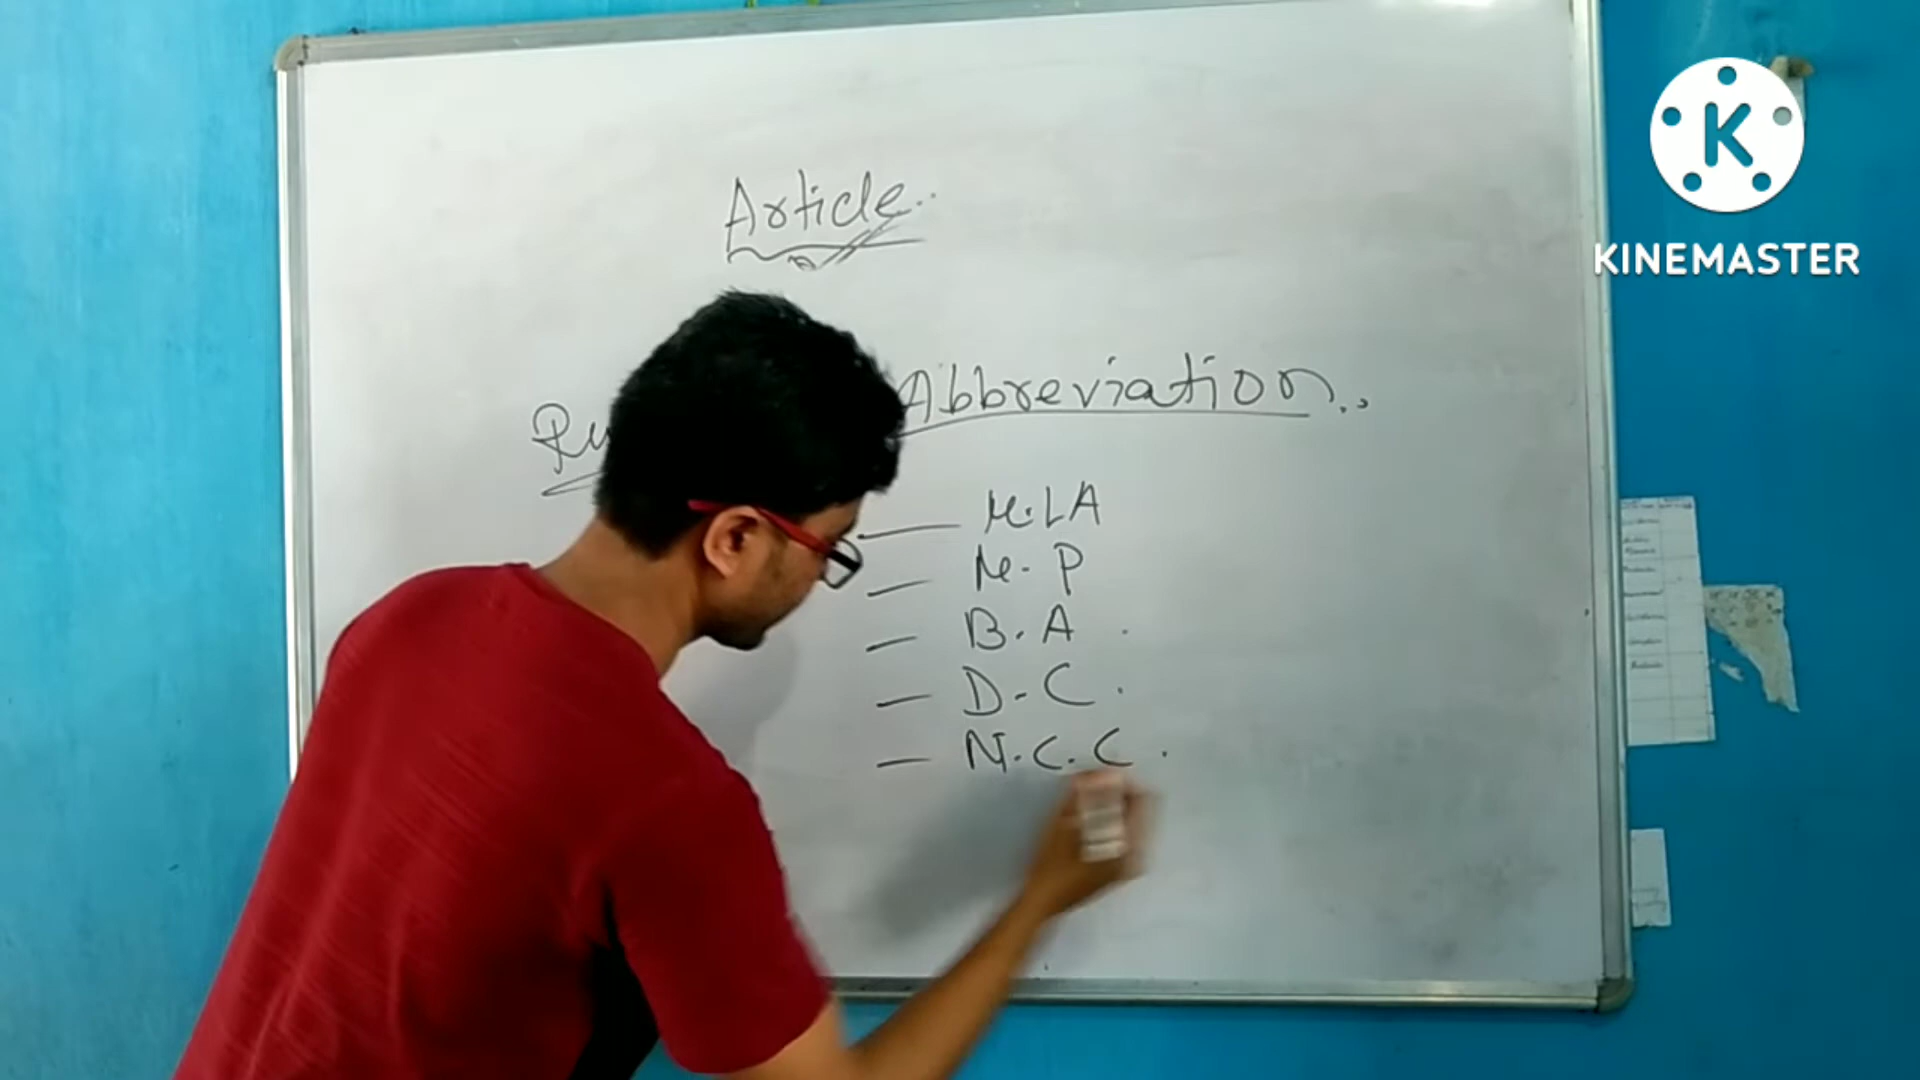 Article..
Abbreviation..
— M.LA
— M.P
— B.A .
— D.C.
— N.C.C.
K
KINEMASTER